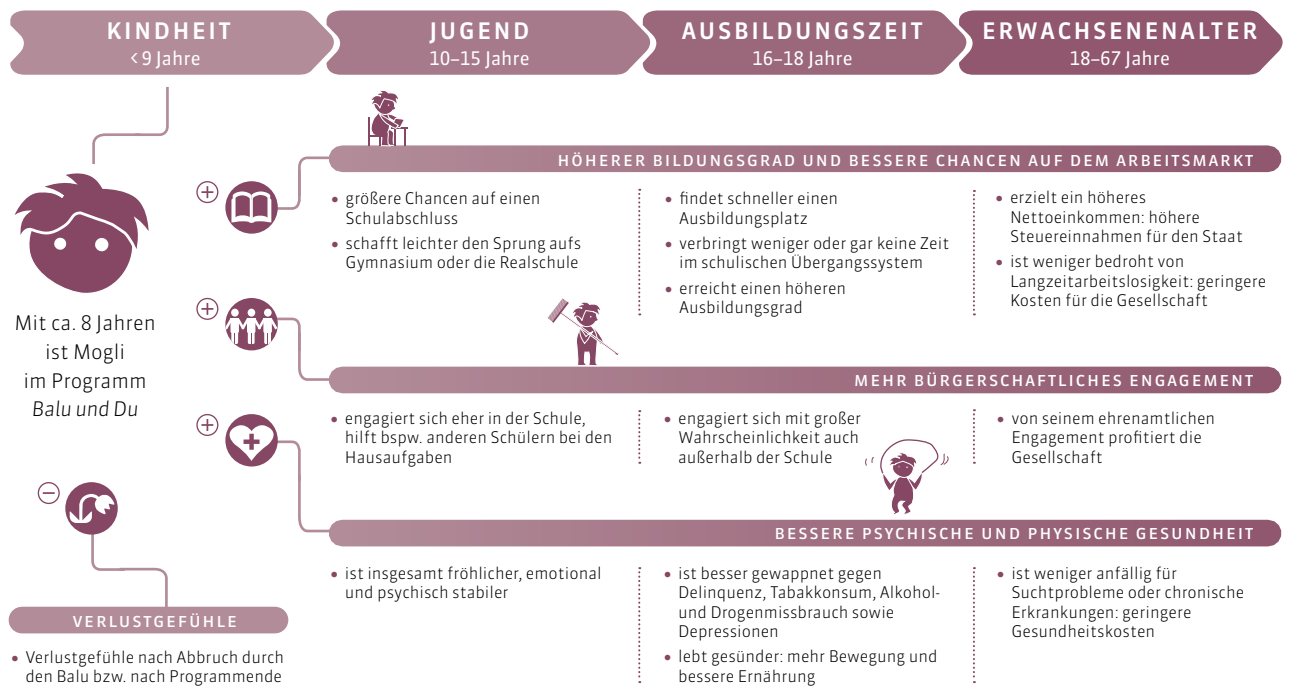 KINDHEIT
< 9 Jahre
JUGEND
10–15 Jahre
AUSBILDUNGSZEIT
16–18 Jahre
ERWACHSENENALTER
18–67 Jahre
Mit ca. 8 Jahren
ist Mogli
im Programm
Balu und Du
HÖHERER BILDUNGSGRAD UND BESSERE CHANCEN AUF DEM ARBEITSMARKT
• größere Chancen auf einen
Schulabschluss
• schafft leichter den Sprung aufs
Gymnasium oder die Realschule
• findet schneller einen
Ausbildungsplatz
• verbringt weniger oder gar keine Zeit
im schulischen Übergangssystem
• erreicht einen höheren
Ausbildungsgrad
• erzielt ein höheres
Nettoeinkommen: höhere
Steuereinnahmen für den Staat
• ist weniger bedroht von
Langzeitarbeitslosigkeit: geringere
Kosten für die Gesellschaft
MEHR BÜRGERSCHAFTLICHES ENGAGEMENT
• engagiert sich eher in der Schule,
hilft bspw. anderen Schülern bei den
Hausaufgaben
• engagiert sich mit großer
Wahrscheinlichkeit auch
außerhalb der Schule
• von seinem ehrenamtlichen
Engagement profitiert die
Gesellschaft
BESSERE PSYCHISCHE UND PHYSISCHE GESUNDHEIT
• ist insgesamt fröhlicher, emotional
und psychisch stabiler
• ist besser gewappnet gegen
Delinquenz, Tabakkonsum, Alkohol-
und Drogenmissbrauch sowie
Depressionen
• lebt gesünder: mehr Bewegung und
bessere Ernährung
• ist weniger anfällig für
Suchtprobleme oder chronische
Erkrankungen: geringere
Gesundheitskosten
VERLUSTGEFÜHLE
• Verlustgefühle nach Abbruch durch
den Balu bzw. nach Programmende